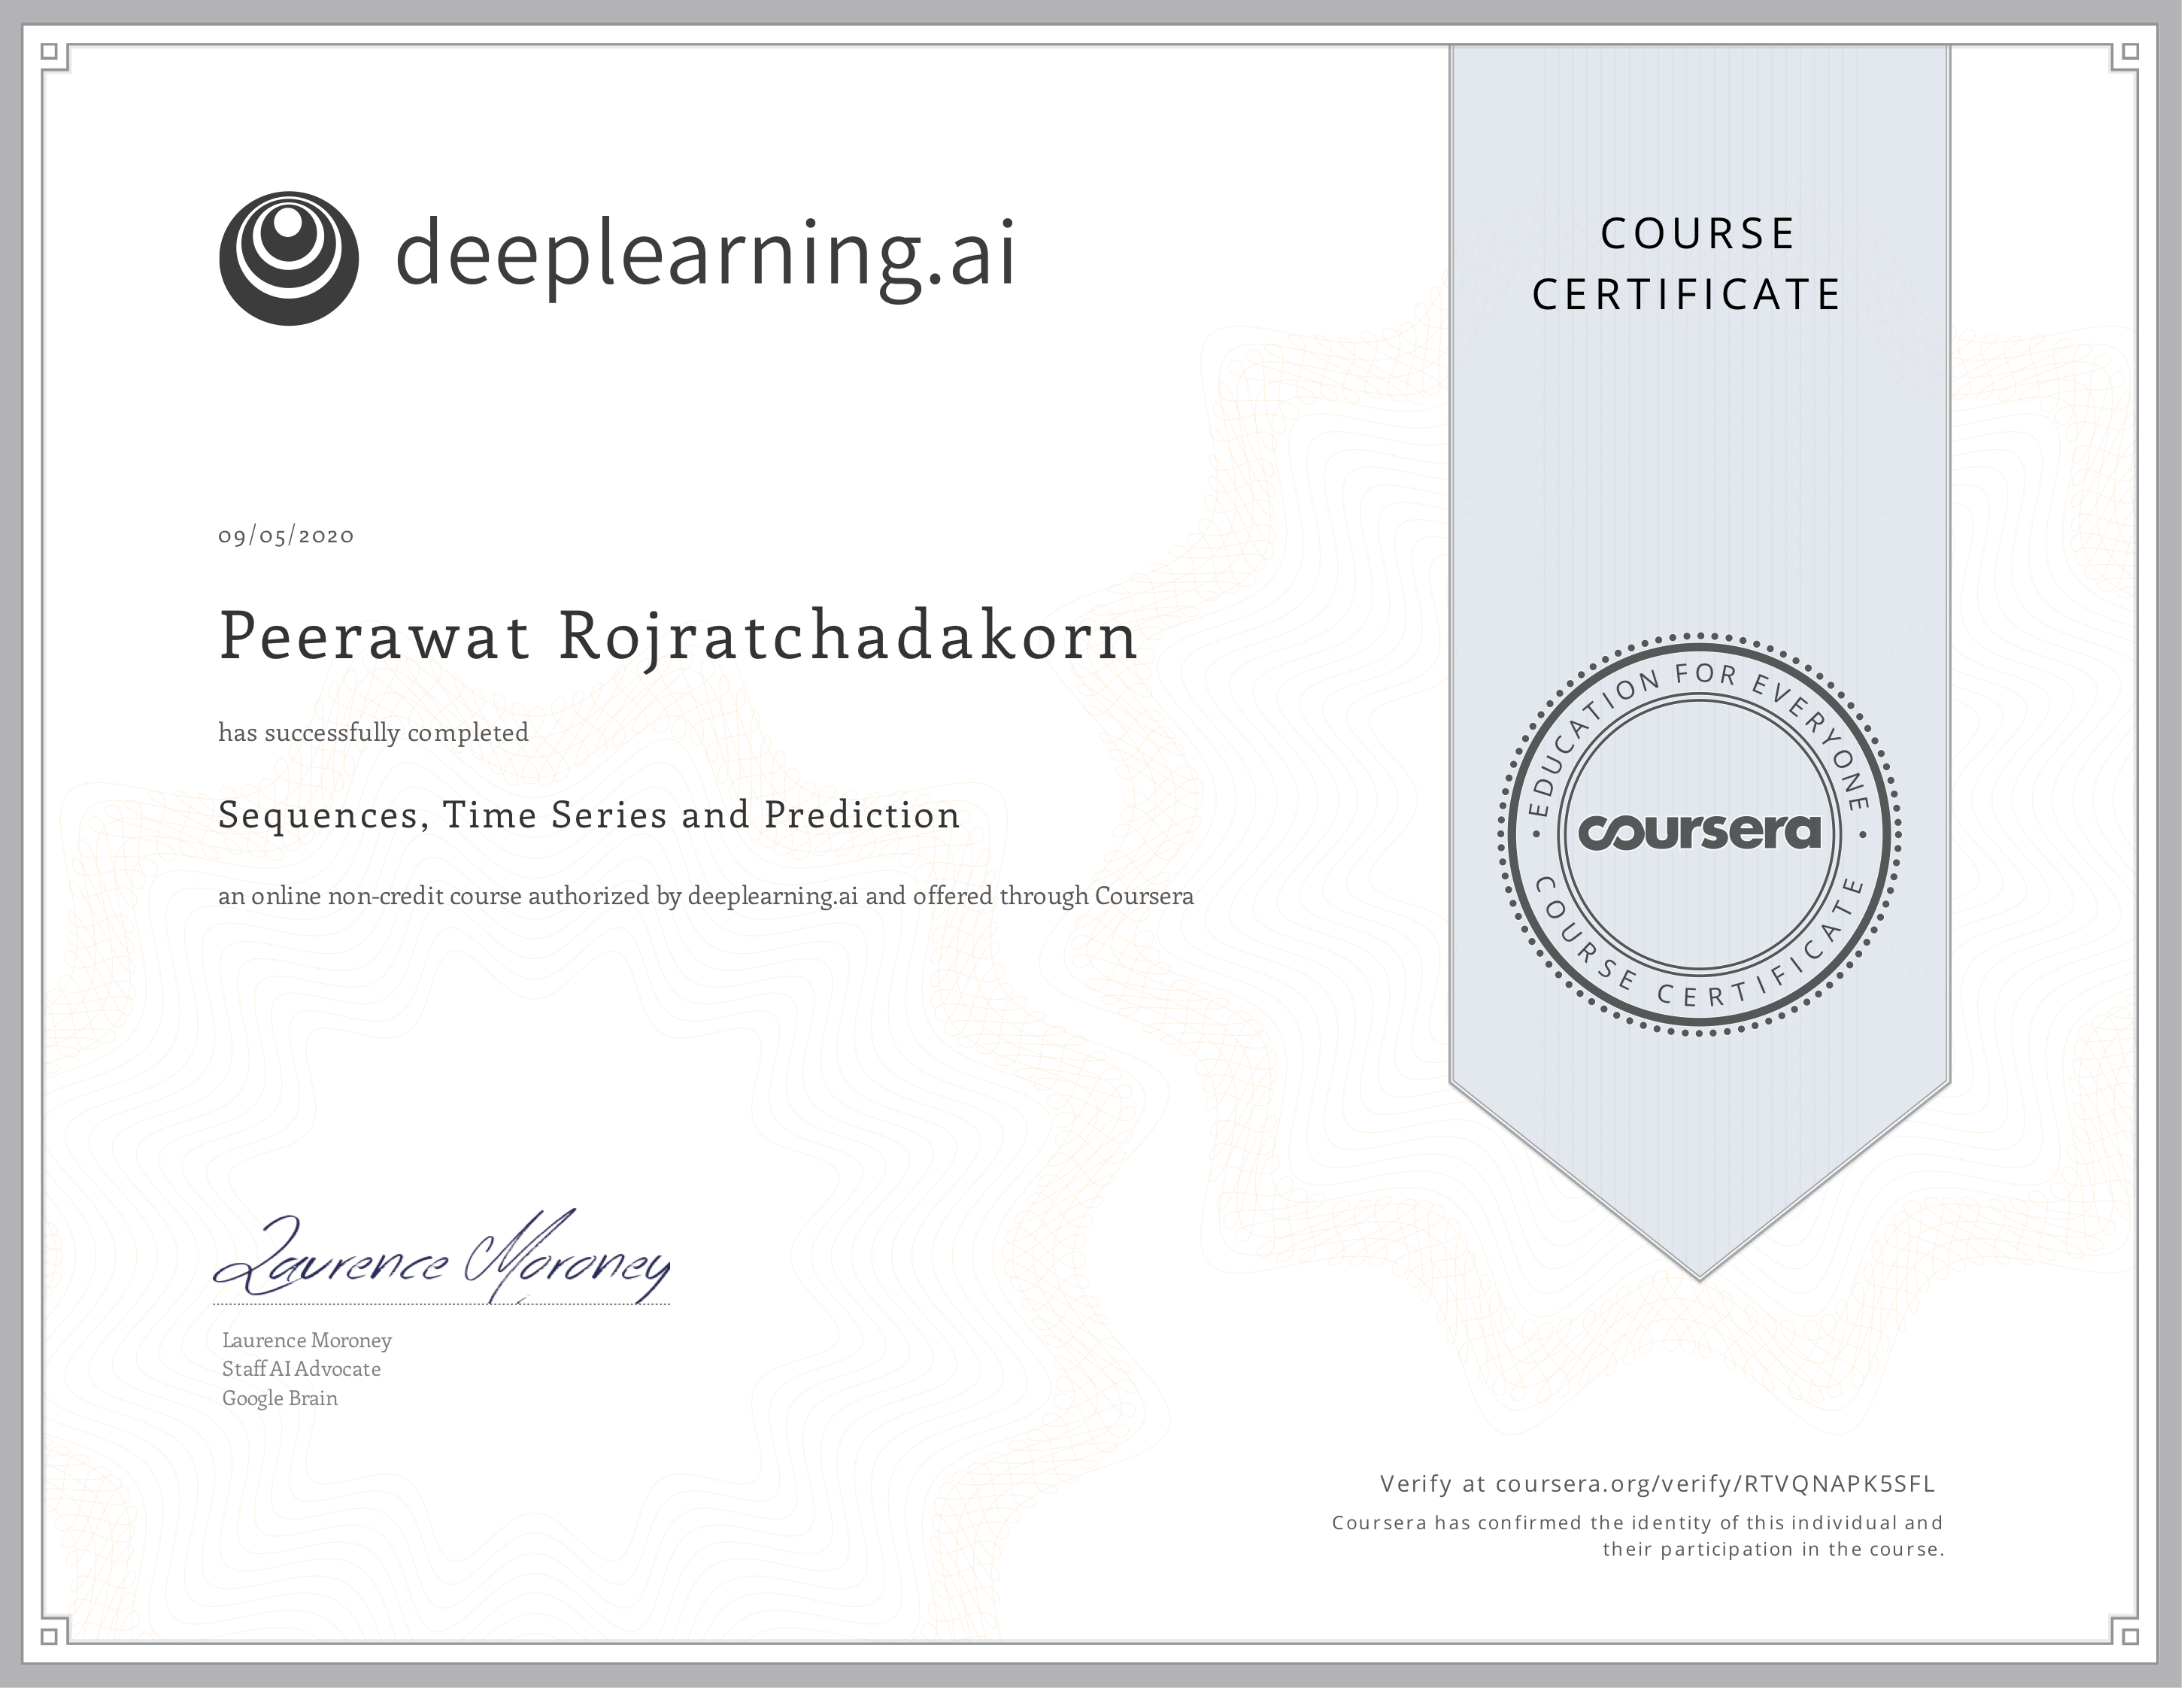 deeplearning.ai
COURSE
CERTIFICATE
09/05/2020
Peerawat Rojratchadakorn
has successfully completed
Sequences, Time Series and Prediction
an online non-credit course authorized by deeplearning.ai and offered through Coursera
EDUCATION FOR EVERYONE
coursera
COURSE CERTIFICATE
Laurence Moroney
Laurence Moroney
Staff AI Advocate
Google Brain
Verify at coursera.org/verify/RTVQNAPK5SFL
Coursera has confirmed the identity of this individual and
their participation in the course.